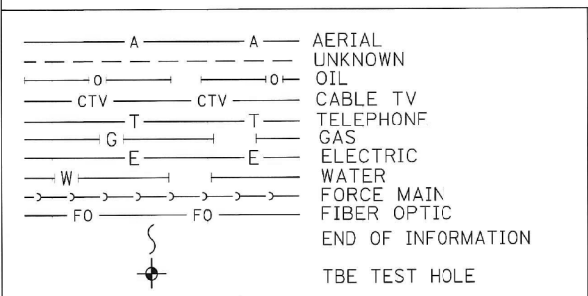 A A AERIAL
UNKNOWN
O O OIL
CTV CTV CABLE TV
T T TELEPHONE
G GAS
E E ELECTRIC
W WATER
FORCE MAIN
FO FO FIBER OPTIC
END OF INFORMATION
TBE TEST HOLE